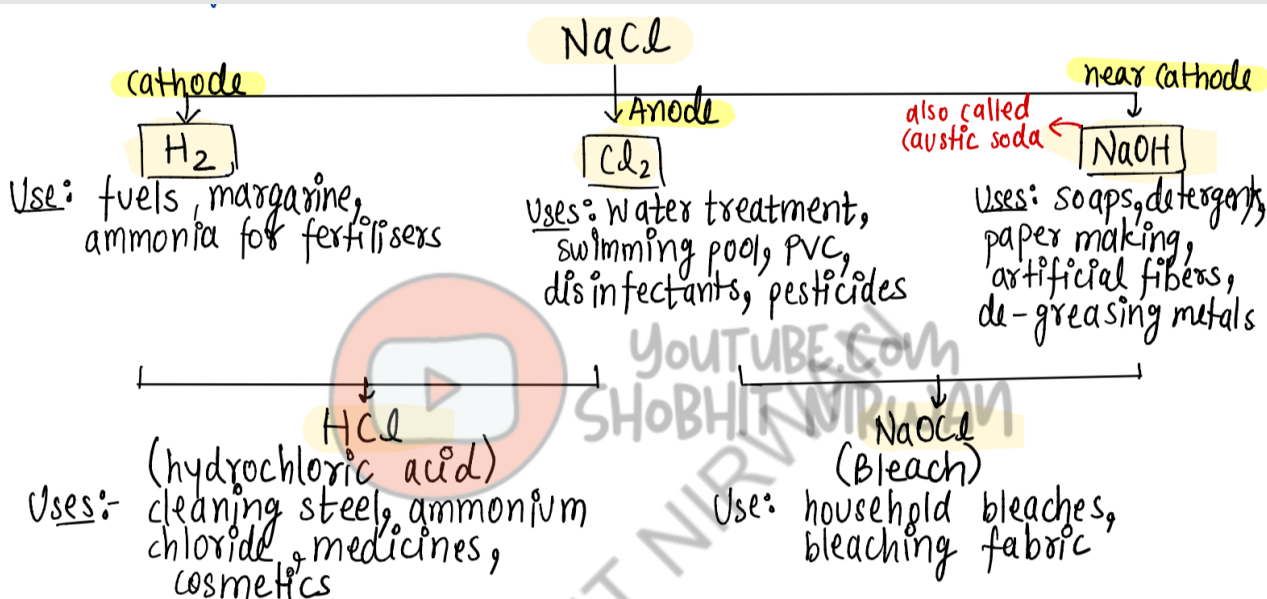 NaCl
Cathode
near Cathode
Anode
also called
Caustic soda
H2
Cl2
NaOH
Use: fuels, margarine,
ammonia for fertilisers
Uses: Water treatment,
swimming pool, PVC,
disinfectants, pesticides
Uses: soaps, detergents,
paper making,
artificial fibers,
de-greasing metals
YOUTUBE.COM
SHOBHIT NIRWAN
HCl
(hydrochloric acid)
Uses:- cleaning steel, ammonium
chloride, medicines,
cosmetics
NaOCl
(Bleach)
Use: household bleaches,
bleaching fabric
T NIRWAN